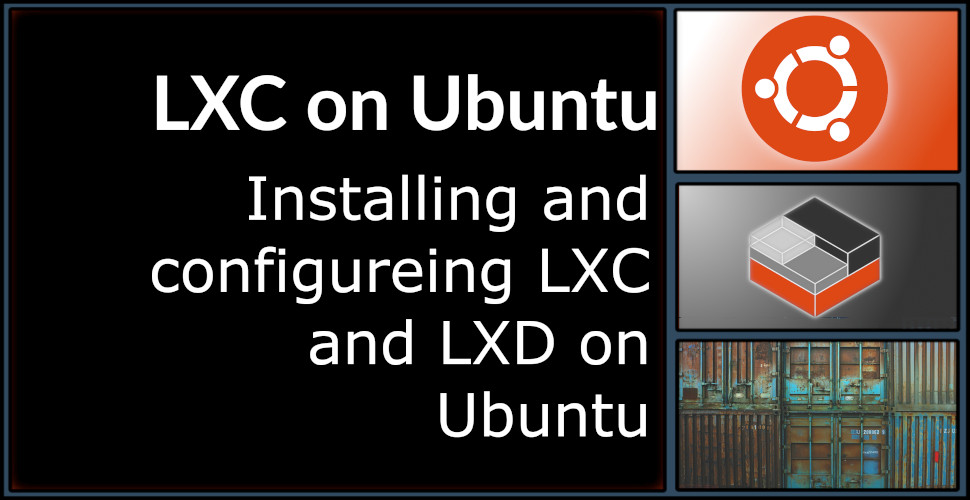 LXC on Ubuntu
Installing and
configureing LXC
and LXD on
Ubuntu